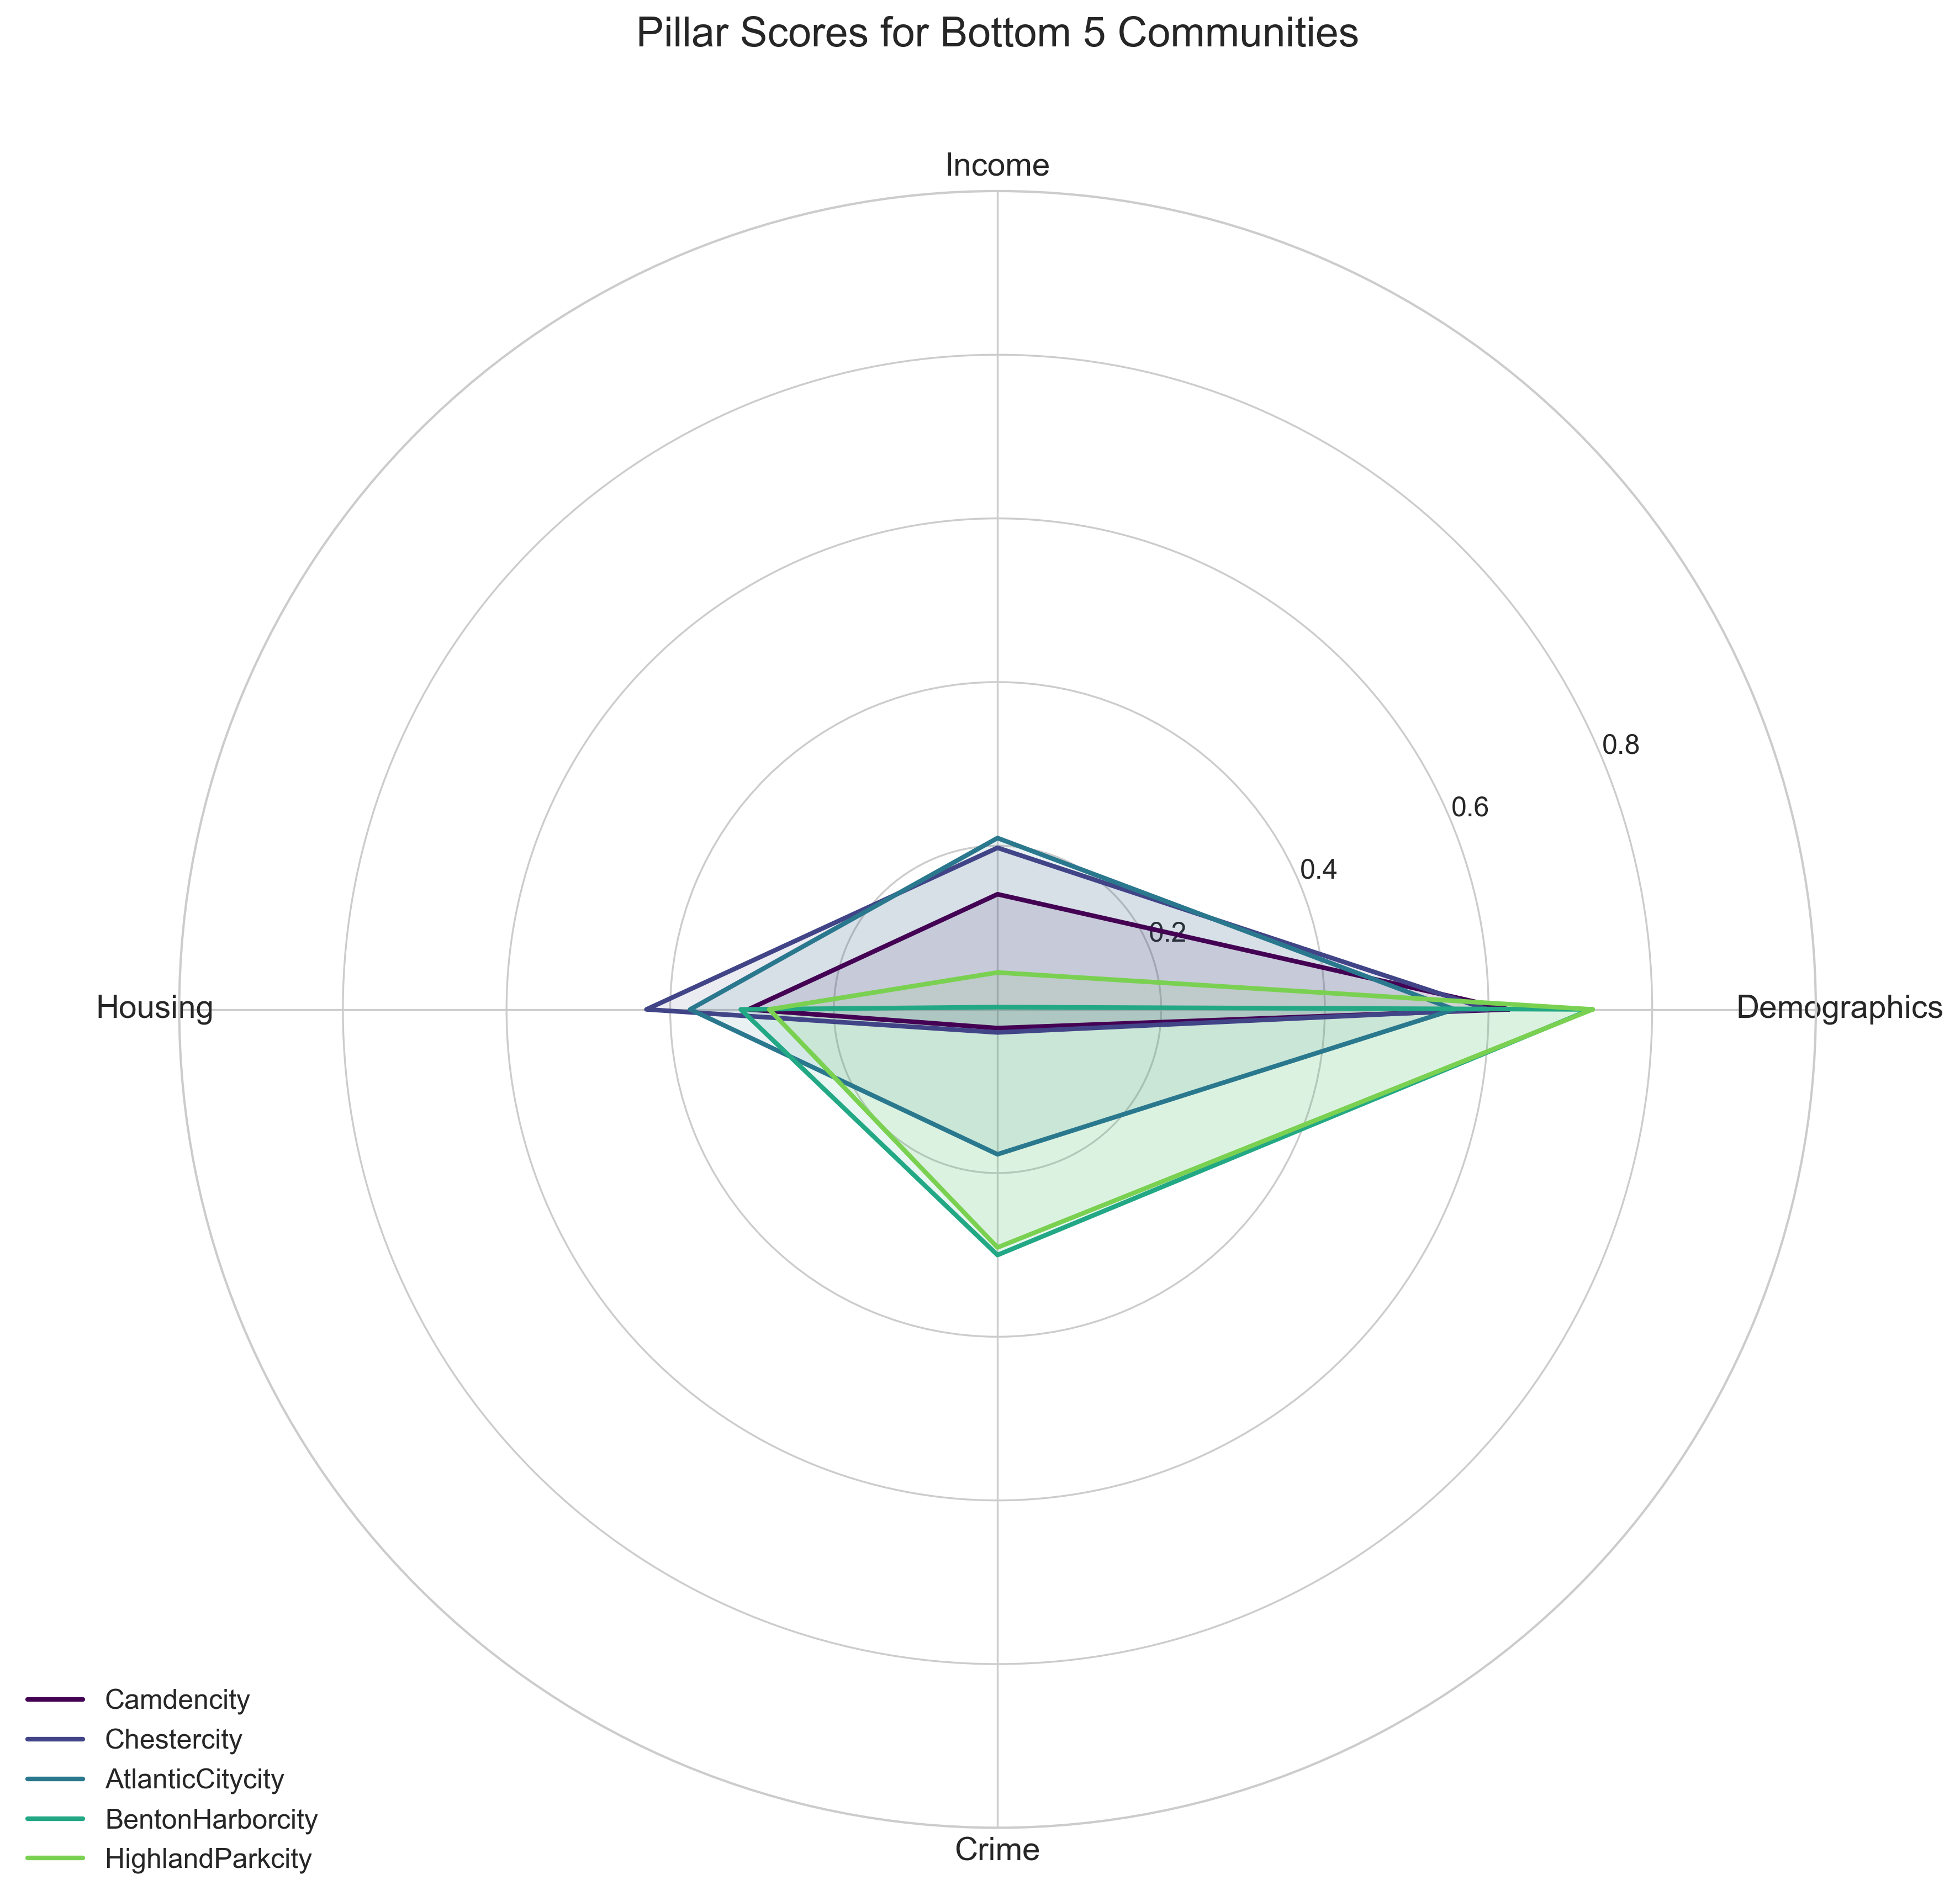 Pillar Scores for Bottom 5 Communities
Income
0.8
0.6
0.4
0.2
Housing
Demographics
Crime
Camdencity
Chestercity
AtlanticCitycity
BentonHarborcity
HighlandParkcity